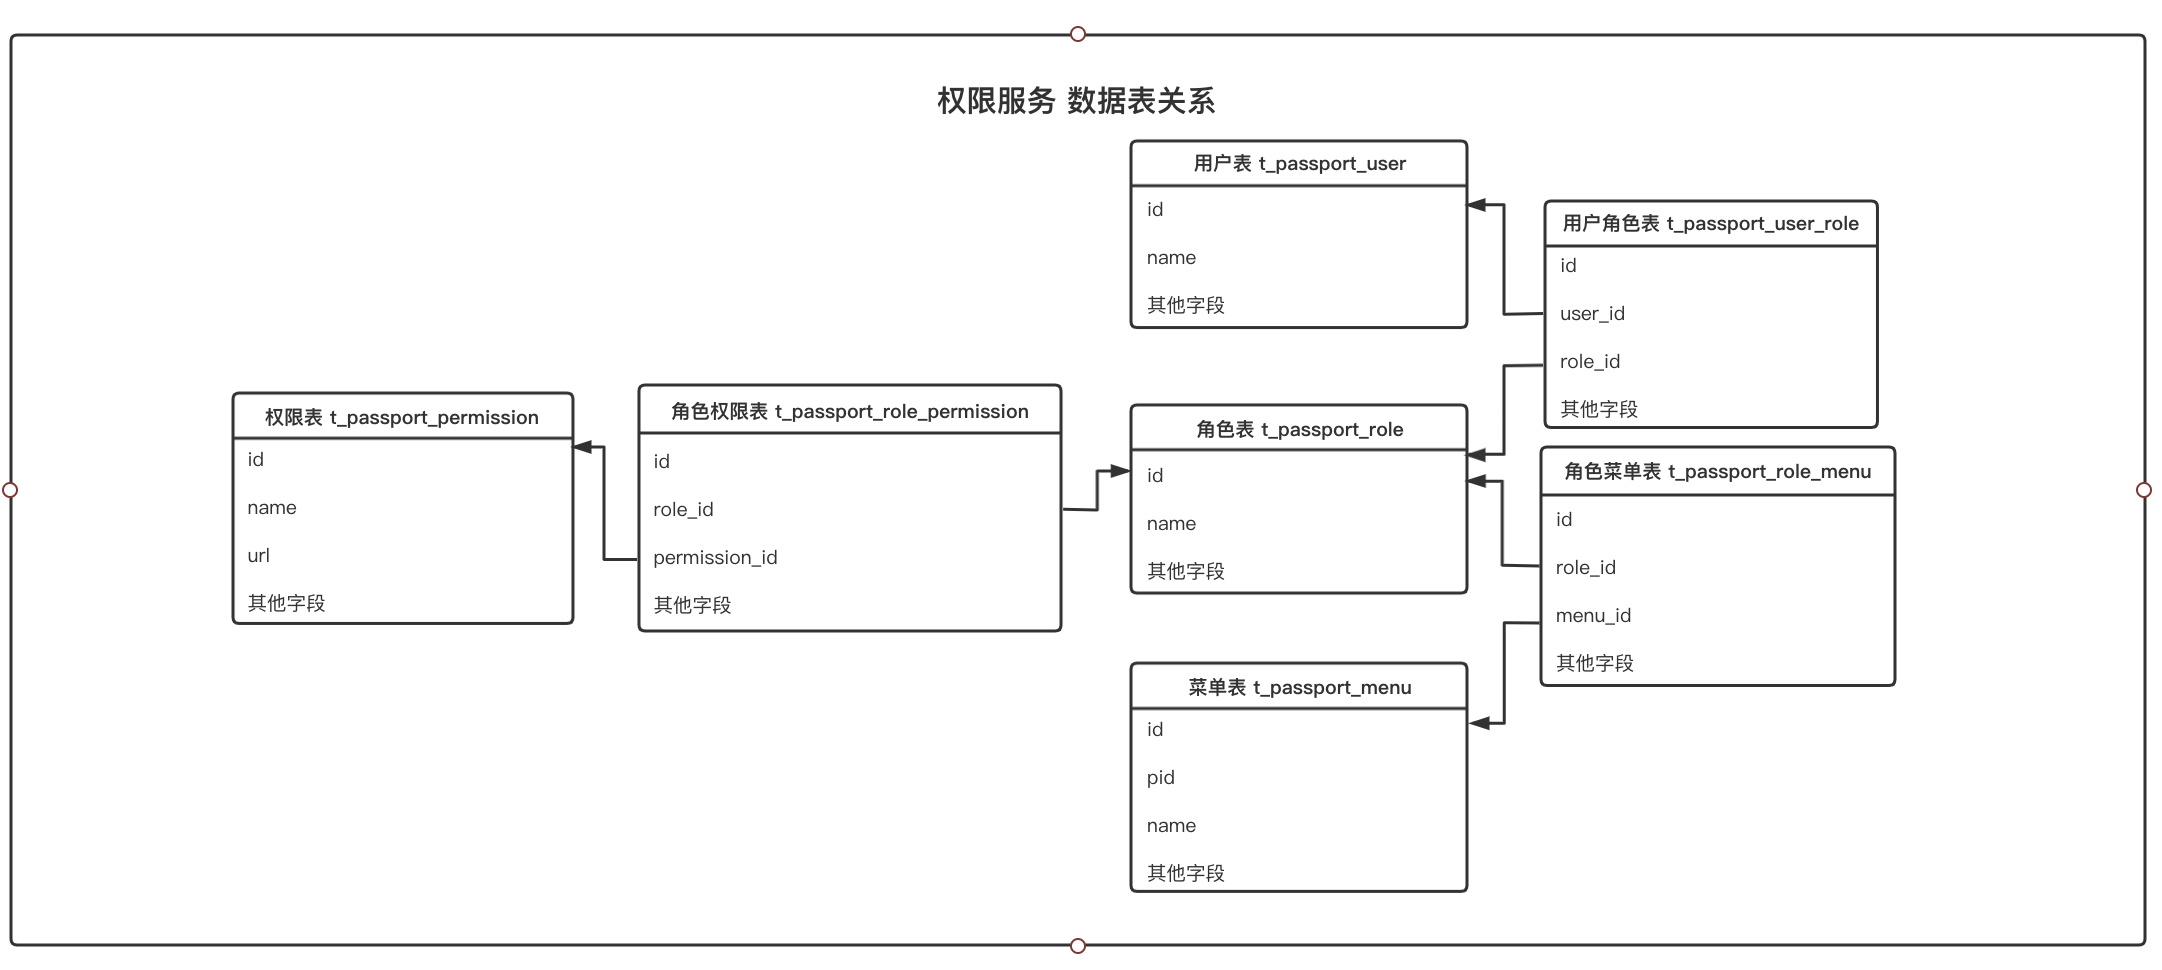 权限服务 数据表关系
用户表 t_passport_user
id
name
其他字段
用户角色表 t_passport_user_role
id
user_id
role_id
其他字段
权限表 t_passport_permission
id
name
url
其他字段
角色权限表 t_passport_role_permission
id
role_id
permission_id
其他字段
角色表 t_passport_role
id
name
其他字段
角色菜单表 t_passport_role_menu
id
role_id
menu_id
其他字段
菜单表 t_passport_menu
id
pid
name
其他字段